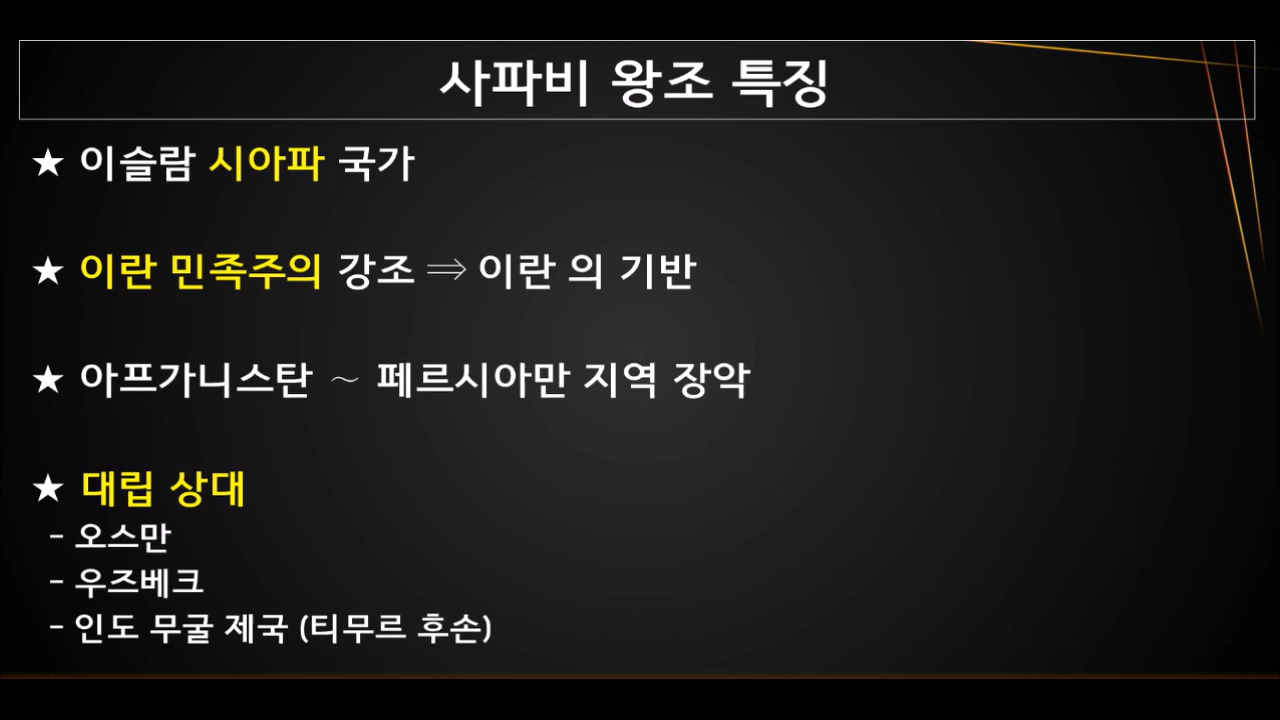 사파비 왕조 특징
★ 이슬람 시아파 국가
★ 이란 민족주의 강조 ⇒ 이란 의 기반
★ 아프가니스탄 ~ 페르시아만 지역 장악
★ 대립 상대
- 오스만
- 우즈베크
- 인도 무굴 제국 (티무르 후손)